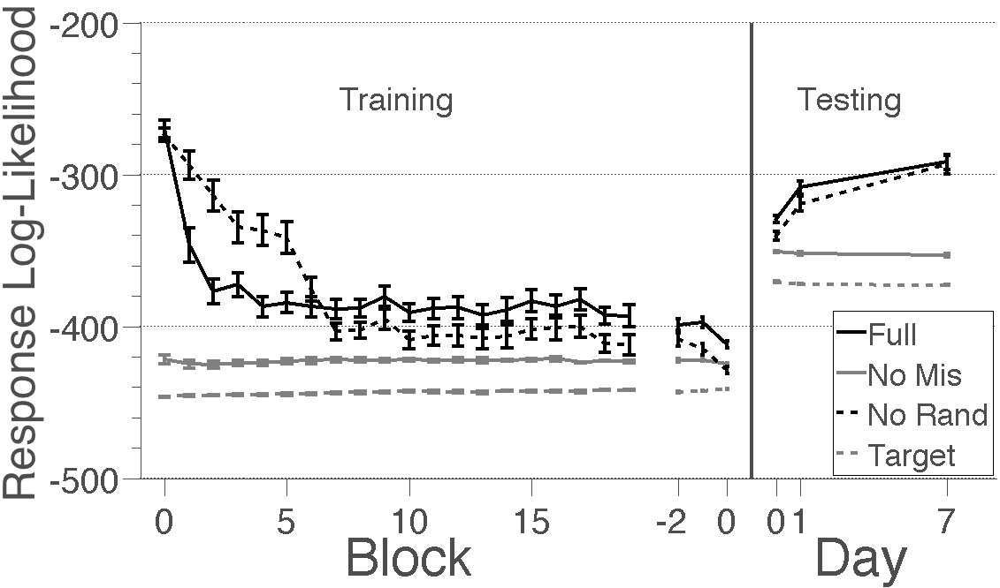 Response Log-Likelihood
-200
-300
-400
-500
Training
Testing
Full
No Mis
No Rand
Target
0 5 10 15 -2 0 0 1 7
Block Day